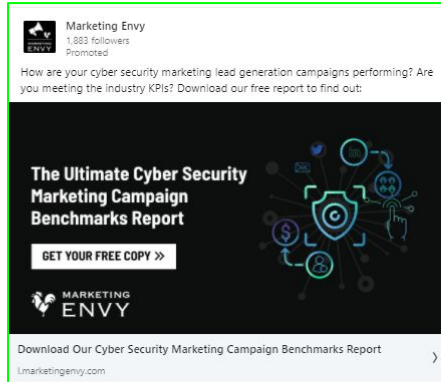 Marketing Envy
1,883 followers
Promoted
How are your cyber security marketing lead generation campaigns performing? Are
you meeting the industry KPIs? Download our free report to find out:
The Ultimate Cyber Security
Marketing Campaign
Benchmarks Report
GET YOUR FREE COPY >>
MARKETING
ENVY
Download Our Cyber Security Marketing Campaign Benchmarks Report
l.marketingenvy.com